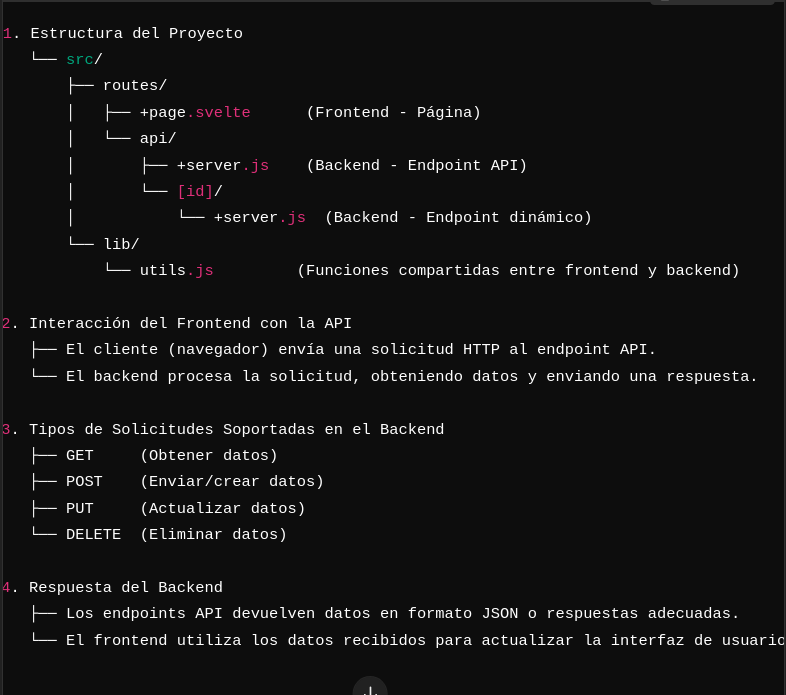 1. Estructura del Proyecto
   └── src/
       ├── routes/
       │   ├── +page.svelte      (Frontend - Página)
       │   └── api/
       │       ├── +server.js    (Backend - Endpoint API)
       │       └── [id]/
       │           └── +server.js  (Backend - Endpoint dinámico)
       └── lib/
           └── utils.js         (Funciones compartidas entre frontend y backend)

2. Interacción del Frontend con la API
   ├── El cliente (navegador) envía una solicitud HTTP al endpoint API.
   └── El backend procesa la solicitud, obteniendo datos y enviando una respuesta.

3. Tipos de Solicitudes Soportadas en el Backend
   ├── GET     (Obtener datos)
   ├── POST    (Enviar/crear datos)
   ├── PUT     (Actualizar datos)
   └── DELETE  (Eliminar datos)

4. Respuesta del Backend
   ├── Los endpoints API devuelven datos en formato JSON o respuestas adecuadas.
   └── El frontend utiliza los datos recibidos para actualizar la interfaz de usuario